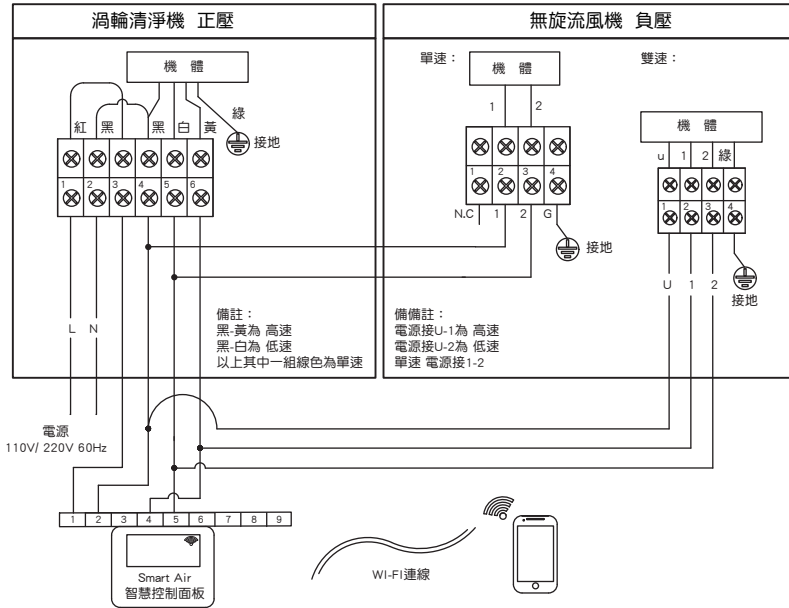 渦輪清淨機 正壓
機 體
紅 黑 黑 白 黃 綠
接地
1 2 3 4 5 6
L N
備註：
黑-黃為 高速
黑-白為 低速
以上其中一組線色為單速
電源
110V/ 220V 60Hz
無旋流風機 負壓
單速：
機 體
1 2
1 2 3 4
N.C 1 2 G
接地
雙速：
機 體
u 1 2 綠
1 2 3 4
U 1 2
接地
備備註：
電源接U-1為 高速
電源接U-2為 低速
單速 電源接1-2
1 2 3 4 5 6 7 8 9
Smart Air
智慧控制面板
WI-FI連線